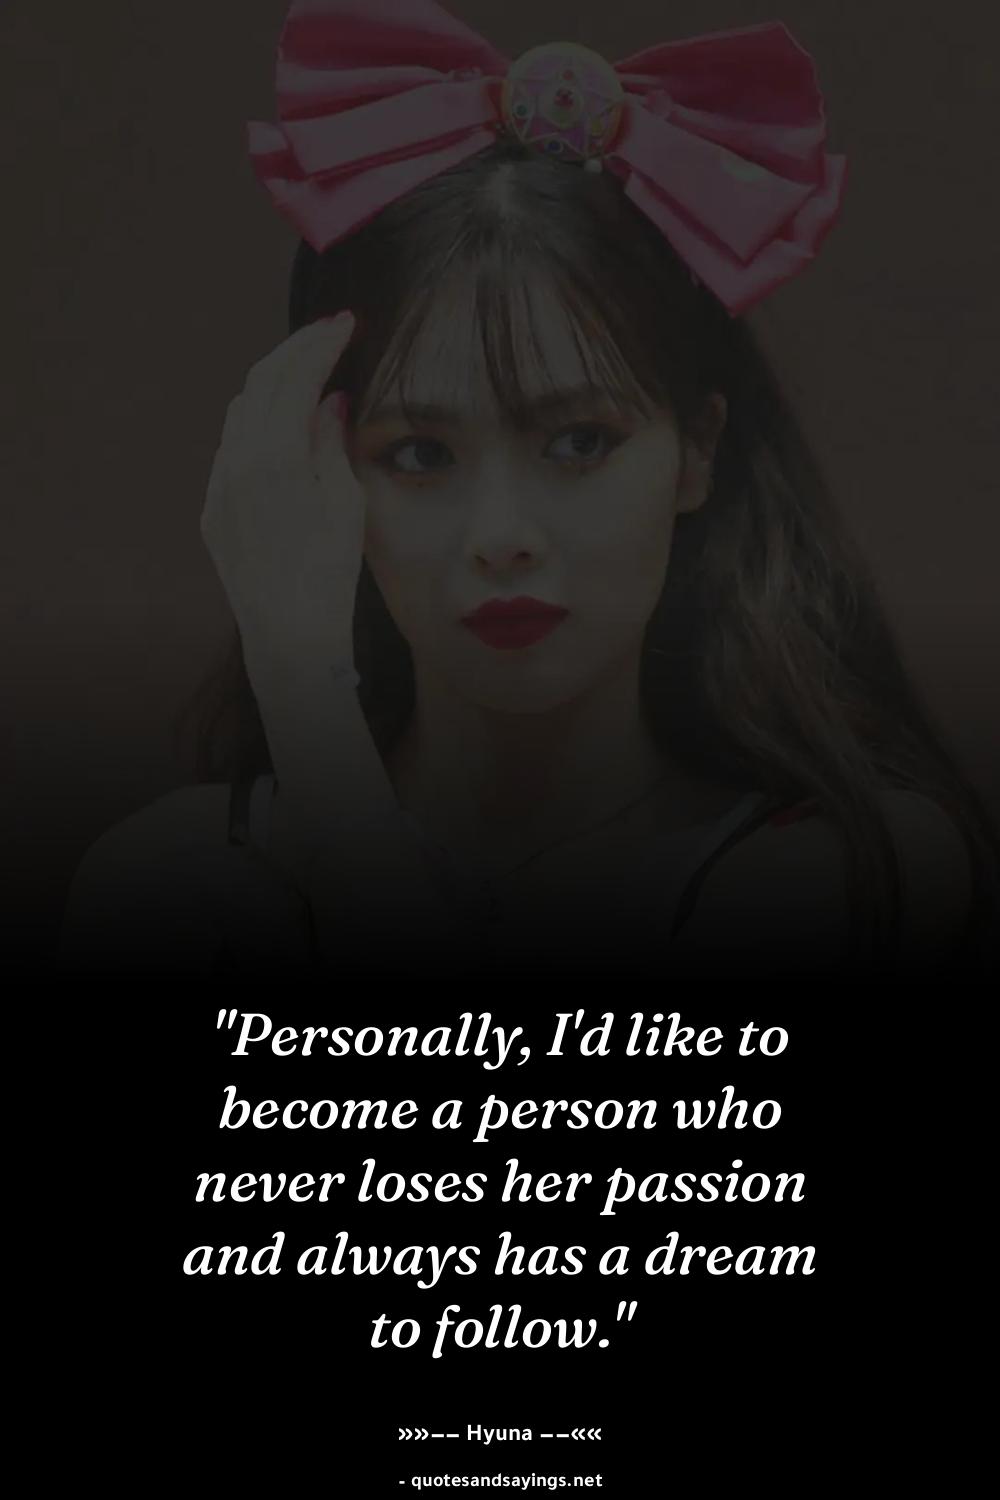 "Personally, I'd like to
become a person who
never loses her passion
and always has a dream
to follow."
»»–– Hyuna ––««
- quotesandsayings.net